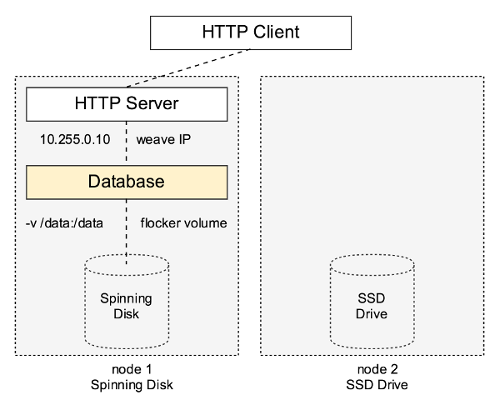 HTTP Client
HTTP Server
10.255.0.10 weave IP
Database
-v /data:/data flocker volume
Spinning
Disk
SSD
Drive
node 1
Spinning Disk
node 2
SSD Drive